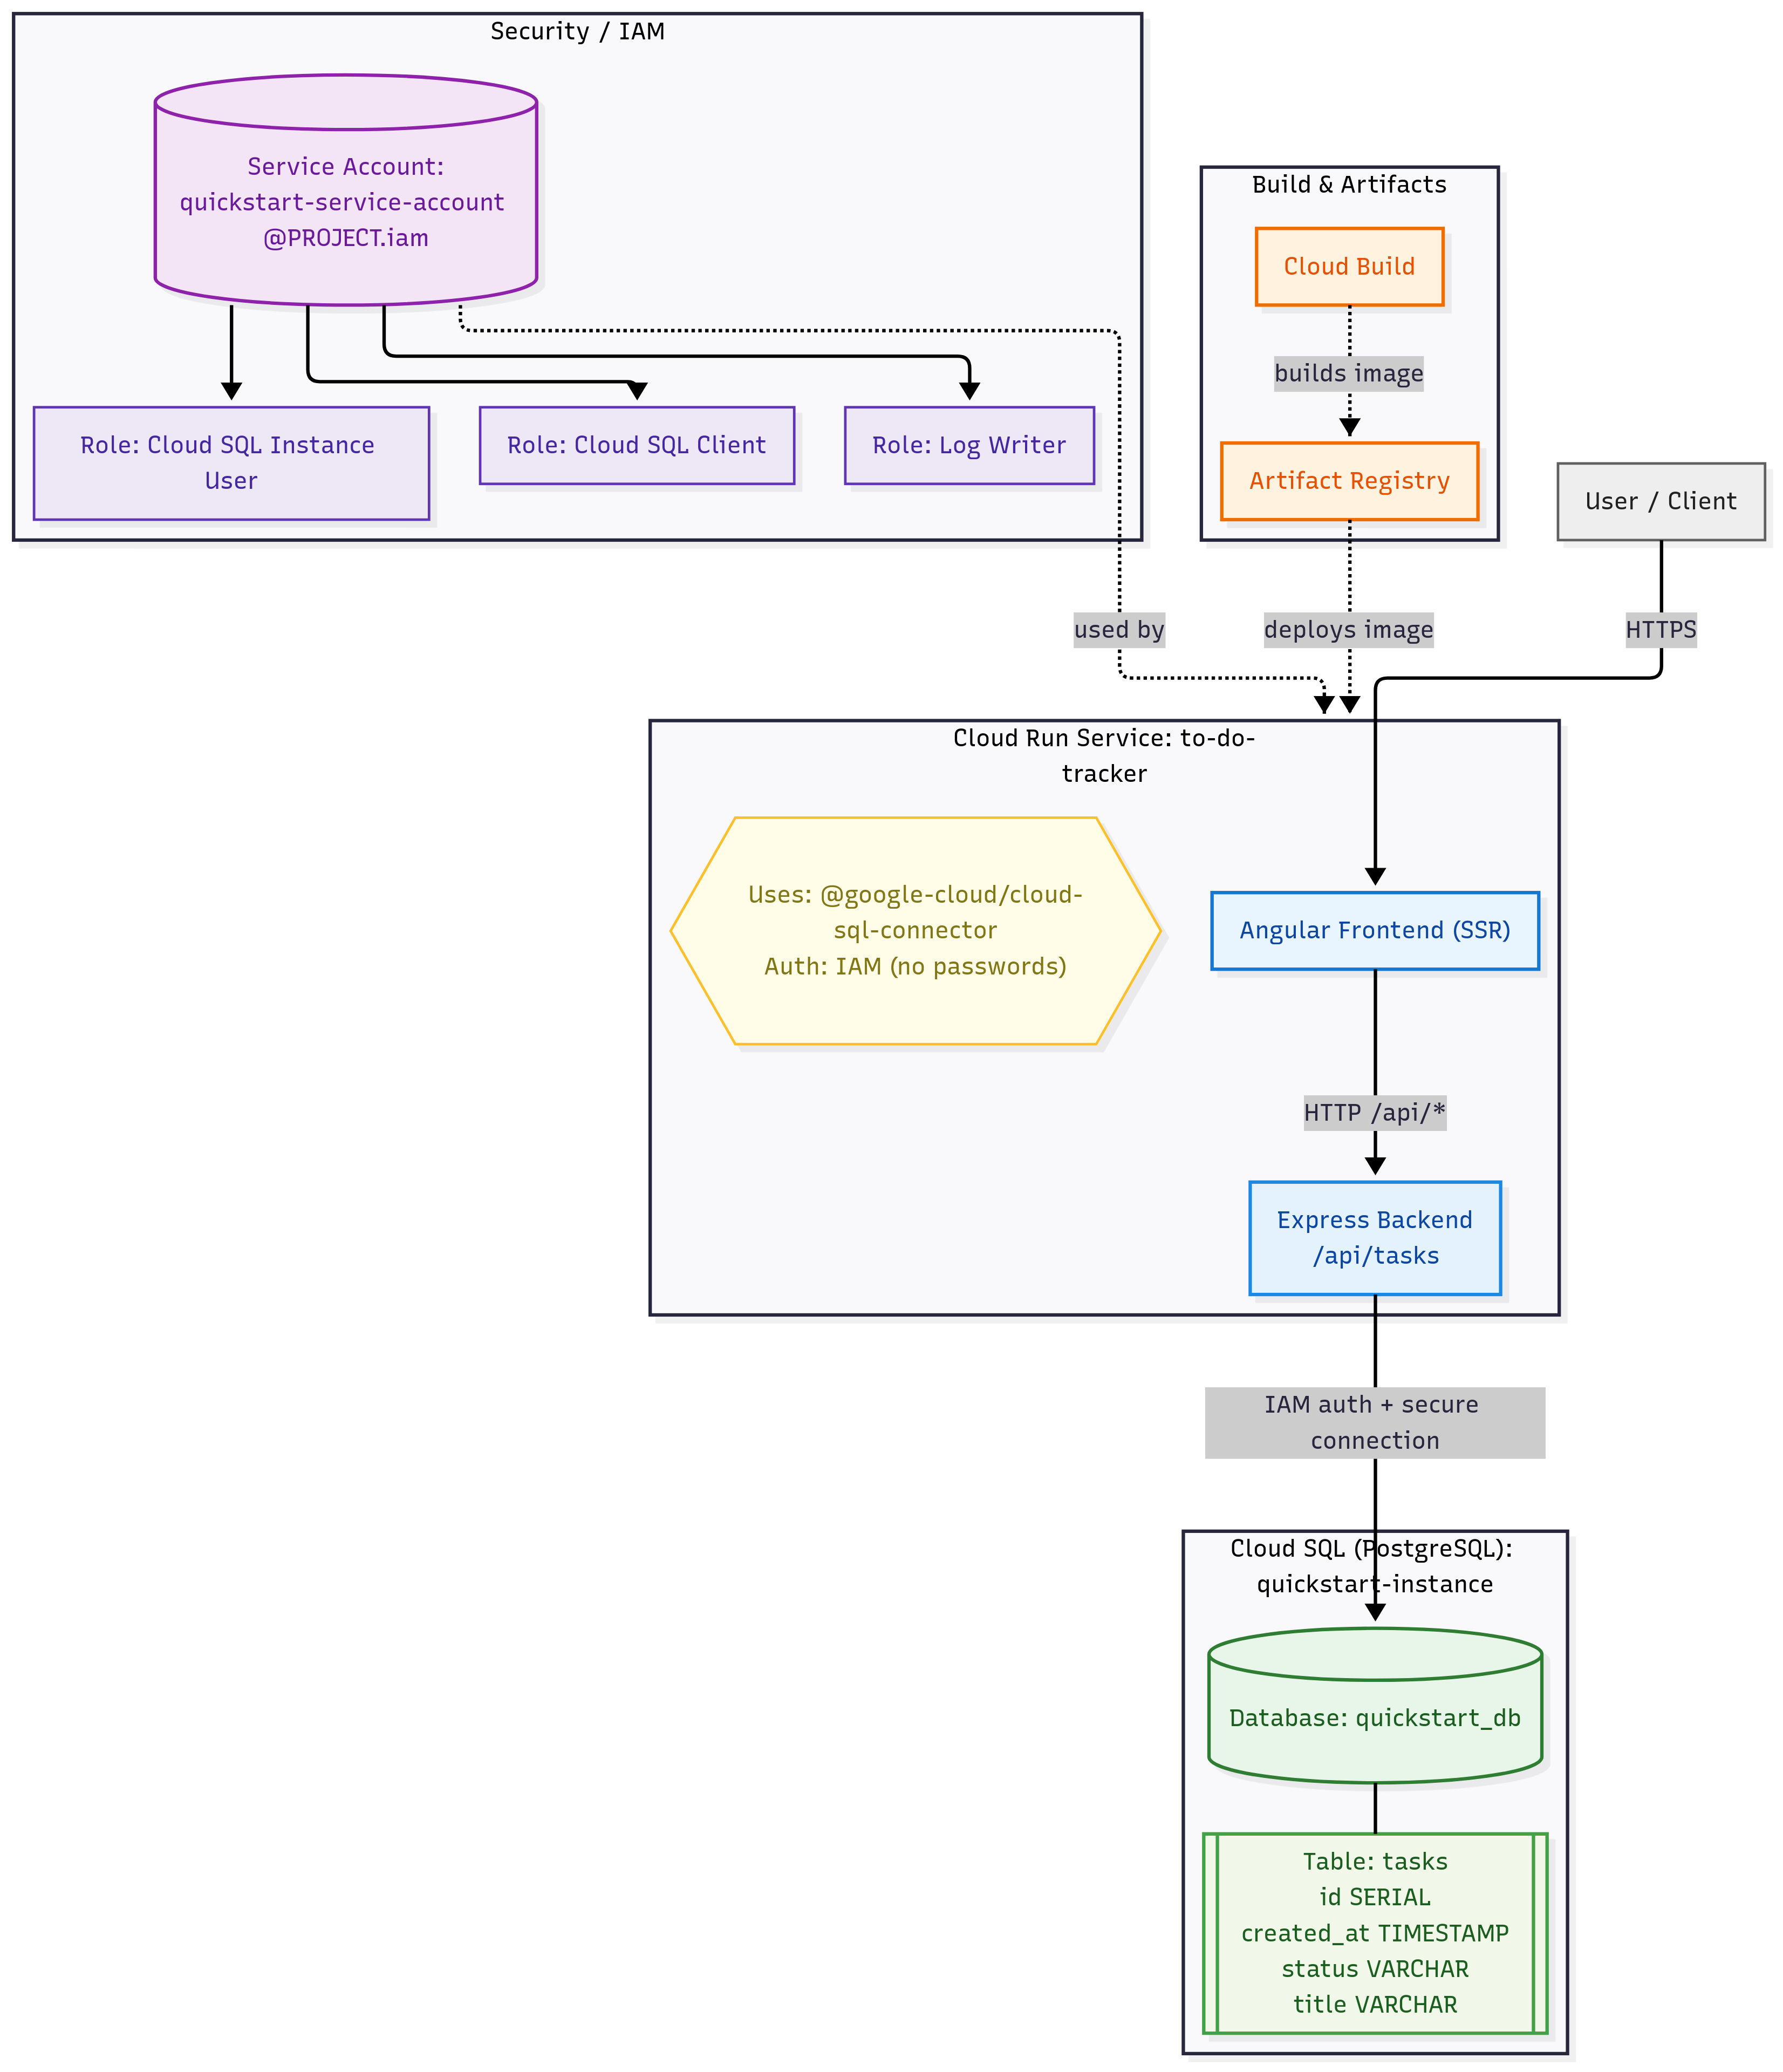 Security / IAM
Service Account:
quickstart-service-account
@PROJECT.iam
Role: Cloud SQL Instance
User
Role: Cloud SQL Client
Role: Log Writer
Build & Artifacts
Cloud Build
builds image
Artifact Registry
User / Client
used by
deploys image
HTTPS
Cloud Run Service: to-do-
tracker
Uses: @google-cloud/cloud-
sql-connector
Auth: IAM (no passwords)
Angular Frontend (SSR)
HTTP /api/*
Express Backend
/api/tasks
IAM auth + secure
connection
Cloud SQL (PostgreSQL):
quickstart-instance
Database: quickstart_db
Table: tasks
id SERIAL
created_at TIMESTAMP
status VARCHAR
title VARCHAR